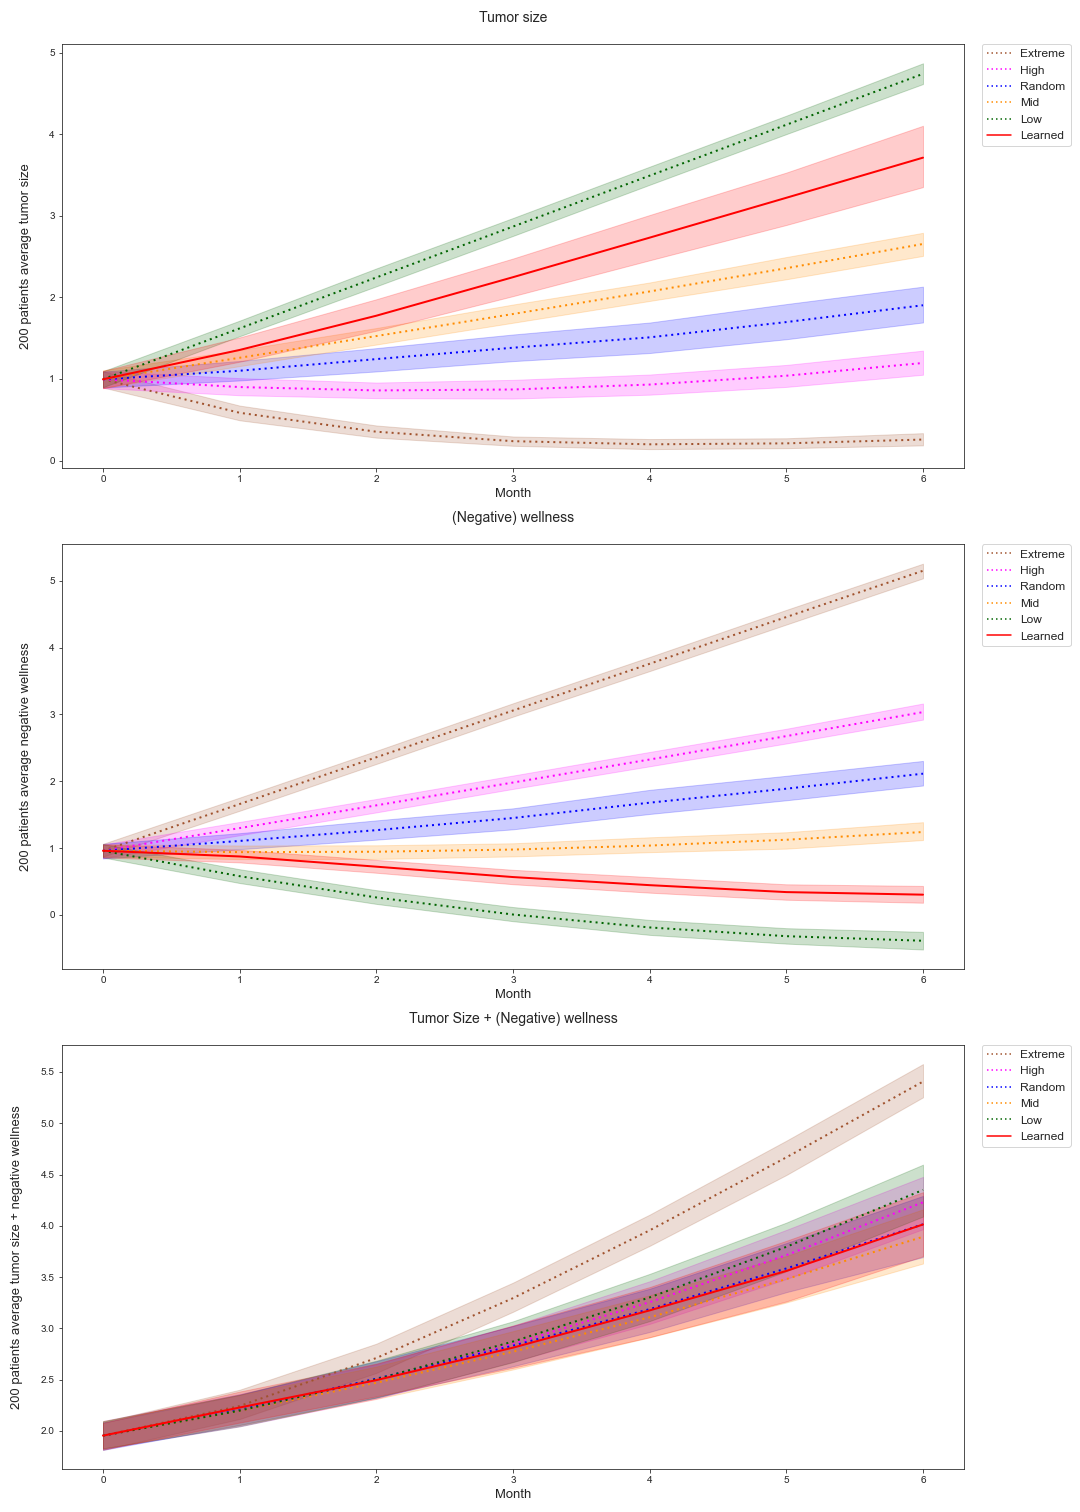 Tumor size
200 patients average tumor size
5
4
3
2
1
0
0 1 2 3 4 5 6
Month
Extreme
High
Random
Mid
Low
Learned
(Negative) wellness
200 patients average negative wellness
5
4
3
2
1
0
0 1 2 3 4 5 6
Month
Extreme
High
Random
Mid
Low
Learned
Tumor Size + (Negative) wellness
200 patients average tumor size + negative wellness
5.5
5.0
4.5
4.0
3.5
3.0
2.5
2.0
0 1 2 3 4 5 6
Month
Extreme
High
Random
Mid
Low
Learned